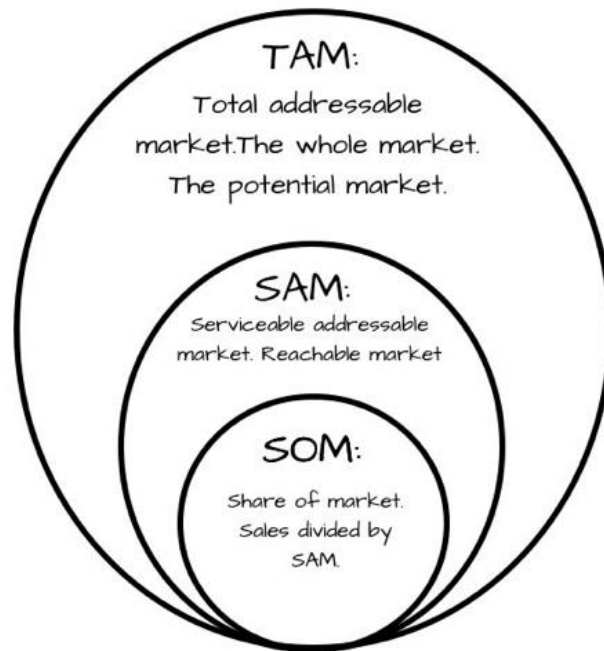 TAM:
Total addressable
market.The whole market.
The potential market.
SAM:
Serviceable addressable
market. Reachable market
SOM:
Share of market.
Sales divided by
SAM.